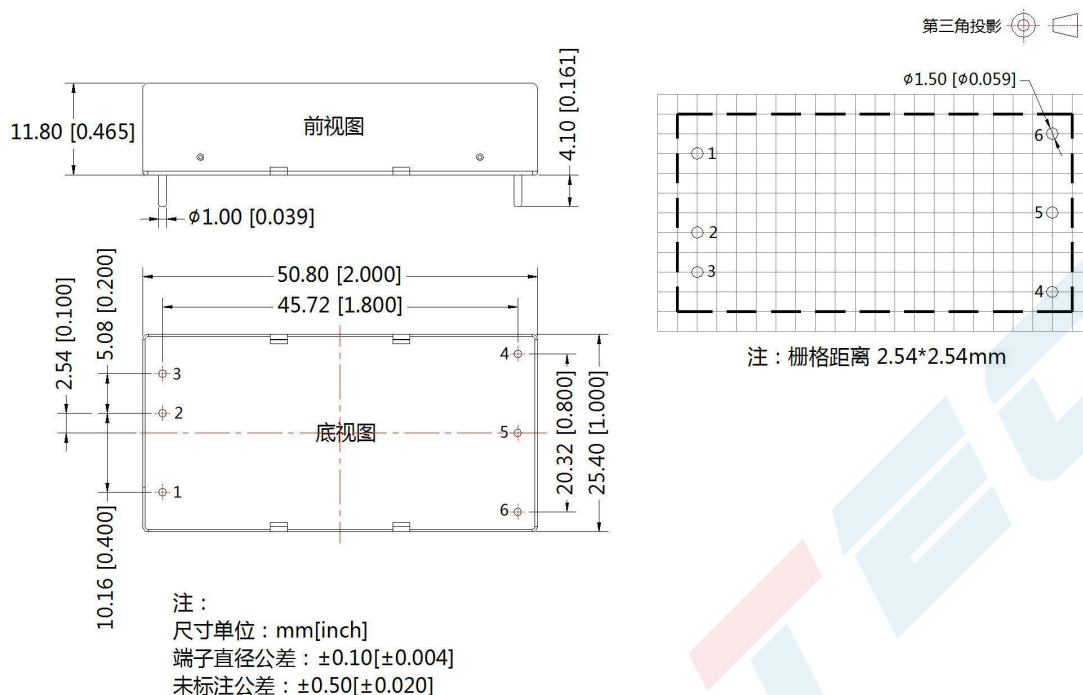 第三角投影
11.80 [0.465]
前视图
4.10 [0.161]
ϕ1.00 [0.039]
ϕ1.50 [ϕ0.059]
1
2
3
6
5
4
注：栅格距离 2.54*2.54mm
50.80 [2.000]
45.72 [1.800]
2.54 [0.100]
5.08 [0.200]
10.16 [0.400]
3
2
1
底视图
4
5
6
20.32 [0.800]
25.40 [1.000]
注：
尺寸单位：mm[inch]
端子直径公差：±0.10[±0.004]
未标注公差：±0.50[±0.020]